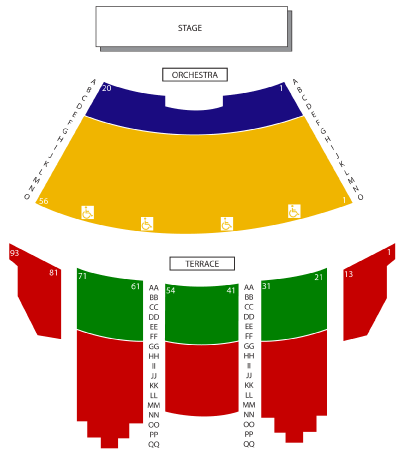 STAGE
ORCHESTRA
20 1
A A
B B
C C
D D
E E
F F
G G
H H
I I
J J
K K
L L
M M
N N
O O
56 1
TERRACE
93 81 71 61 54 41 31 21 13 1
AA AA
BB BB
CC CC
DD DD
EE EE
FF FF
GG GG
HH HH
II II
JJ JJ
KK KK
LL LL
MM MM
NN NN
OO OO
PP PP
QQ QQ